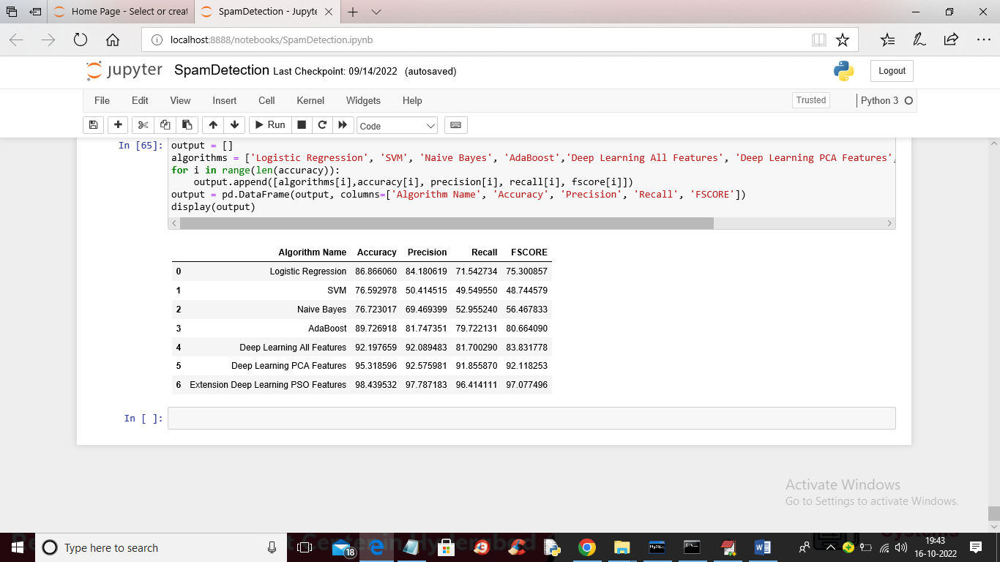 Home Page - Select or creat
SpamDetection - Jupyte
localhost:8888/notebooks/SpamDetection.ipynb
jupyter SpamDetection Last Checkpoint: 09/14/2022 (autosaved)
Logout
File Edit View Insert Cell Kernel Widgets Help
Trusted
Python 3
Run
Code
In [65]: output = []
algorithms = ['Logistic Regression', 'SVM', 'Naive Bayes', 'AdaBoost','Deep Learning All Features', 'Deep Learning PCA Features',
for i in range(len(accuracy)):
    output.append([algorithms[i],accuracy[i], precision[i], recall[i], fscore[i]])
output = pd.DataFrame(output, columns=['Algorithm Name', 'Accuracy', 'Precision', 'Recall', 'FSCORE'])
display(output)
Algorithm Name Accuracy Precision Recall FSCORE
0 Logistic Regression 86.866060 84.180619 71.542734 75.300857
1 SVM 76.592978 50.414515 49.549550 48.744579
2 Naive Bayes 76.723017 69.469399 52.955240 56.467833
3 AdaBoost 89.726918 81.747351 79.722131 80.664090
4 Deep Learning All Features 92.197659 92.089483 81.700290 83.831778
5 Deep Learning PCA Features 95.318596 92.575981 91.855870 92.118253
6 Extension Deep Learning PSO Features 98.439532 97.787183 96.414111 97.077496
In [ ]:
Activate Windows
Go to Settings to activate Windows.
Type here to search
18
19:43
16-10-2022